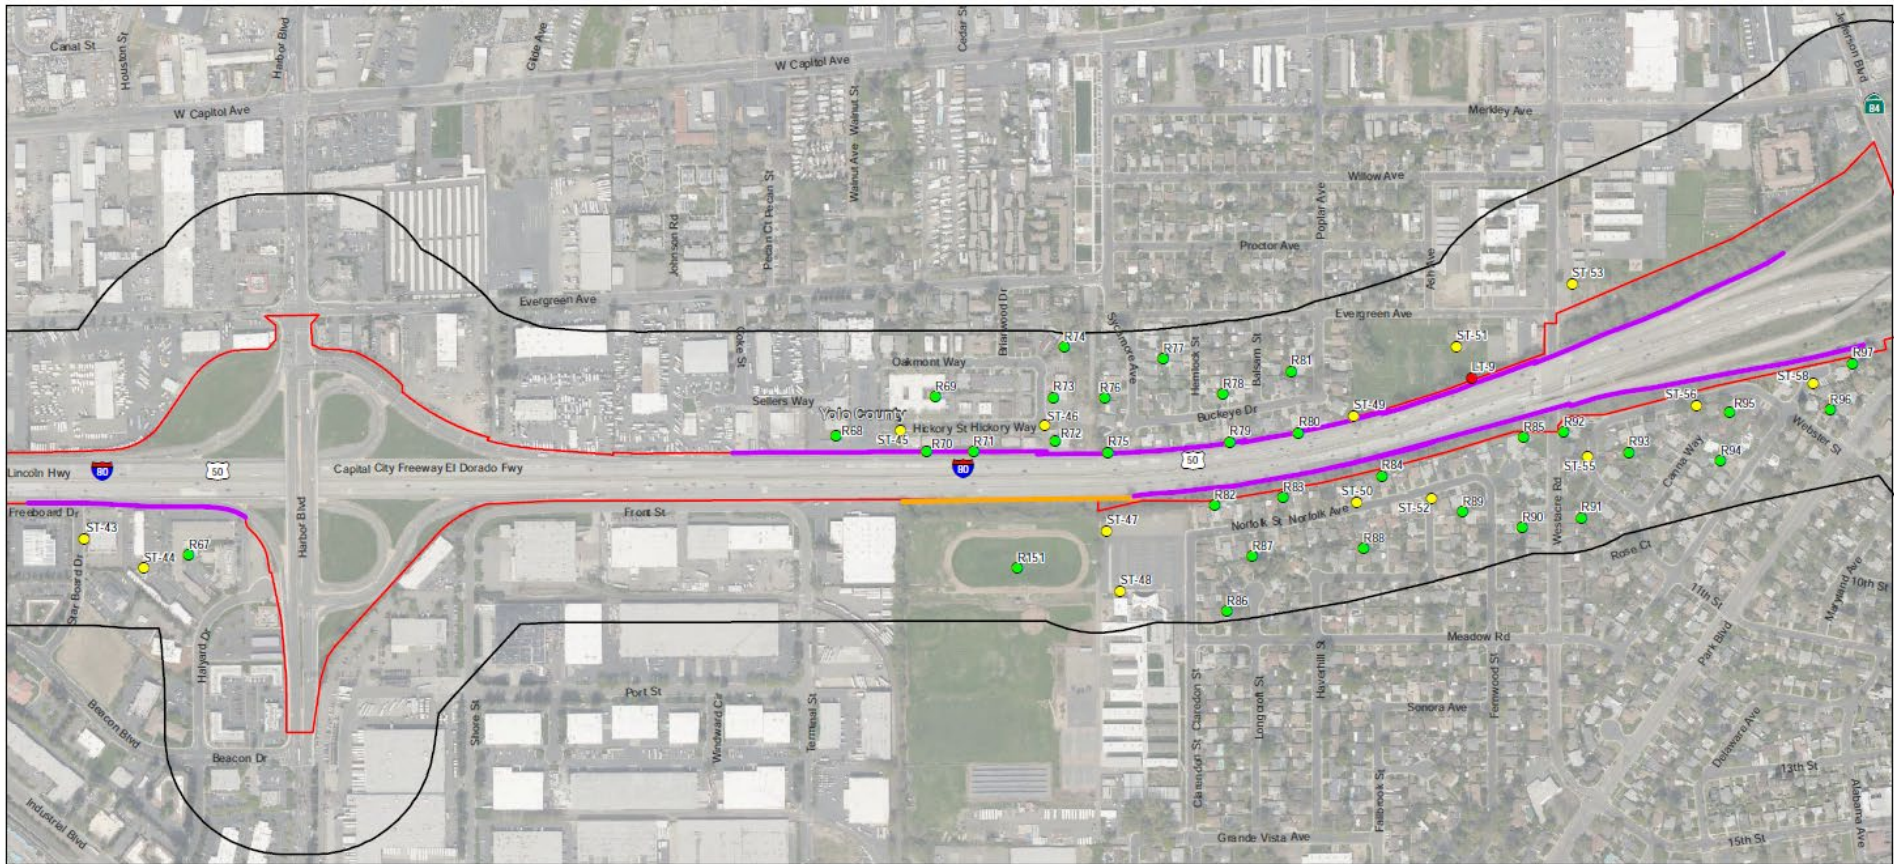 Canal St
Houston St
Harbor Blvd
Glide Ave
Cedar St
W Capitol Ave
Jefferson Blvd
84
W Capitol Ave
Merkley Ave
Walnut Ave Walnut St
Pecan Ct Pecan St
Willow Ave
Poplar Ave
Johnson Rd
Proctor Ave
Ash Ave
ST-53
Evergreen Ave
Briarwood Dr
Evergreen Ave
Coke St
R74
Sycamore Ave
R77
Hemlock St
Balsam St
ST-51
R97
Oakmont Way
R81
LT-9
ST-58
R69
R73
R76
R78
Sellers Way
Yolo County
Buckeye Dr
ST-49
ST-56
R95
R96
ST-46
Hickory St Hickory Way
R80
R68
ST-45
R70
R71
R72
R75
R79
R85
R92
Webster St
Lincoln Hwy
80
50
Capital City Freeway El Dorado Fwy
80
50
R84
ST-55
R93
Canna Way
R94
Freeboard Dr
Harbor Blvd
Front St
R82
R83
ST-50
ST-52
R89
Westacre Rd
ST-43
ST-47
Norfolk St Norfolk Ave
R90
R91
ST-44
R67
R151
R87
R88
Rose Ct
Star Board Dr
ST-48
R86
11th St
Maryland Ave
10th St
Halyard Dr
Meadow Rd
Park Blvd
Haverhill St
Fernwood St
Beacon Blvd
Shore St
Port St
Windward Cir
Terminal St
Clarendon St Claredon St
Longcroft St
Sonora Ave
Delaware Ave
Beacon Dr
13th St
Industrial Blvd
Fallbrook St
Alabama Ave
Grande Vista Ave
15th St